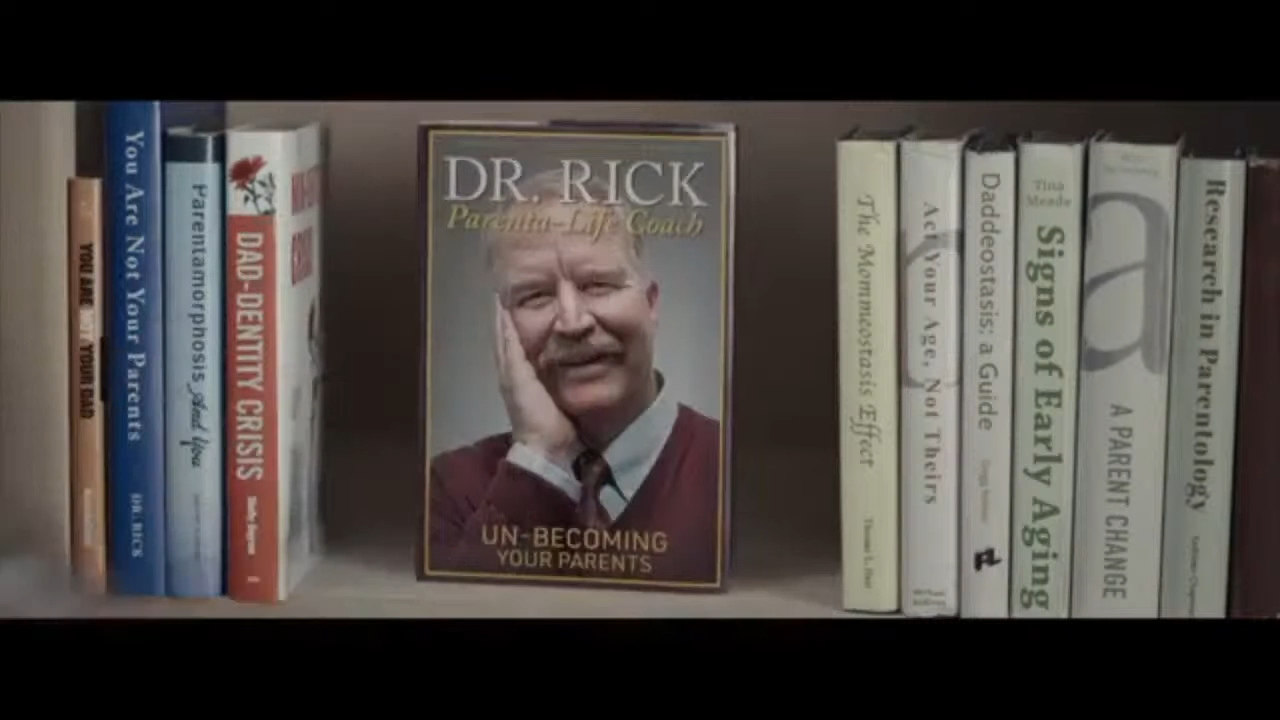 YOU ARE NOT YOUR DAD
You Are Not Your Parents
DR. RICK
Parentamorphosis And You
DAD-DENTITY CRISIS
DR. RICK
Parenta-Life Coach
UN-BECOMING
YOUR PARENTS
The Mommeostasis Effect
Act Your Age, Not Theirs
Daddeostasis: a Guide
Tina
Meade
Signs of Early Aging
a
A PARENT CHANGE
Research in Parentology